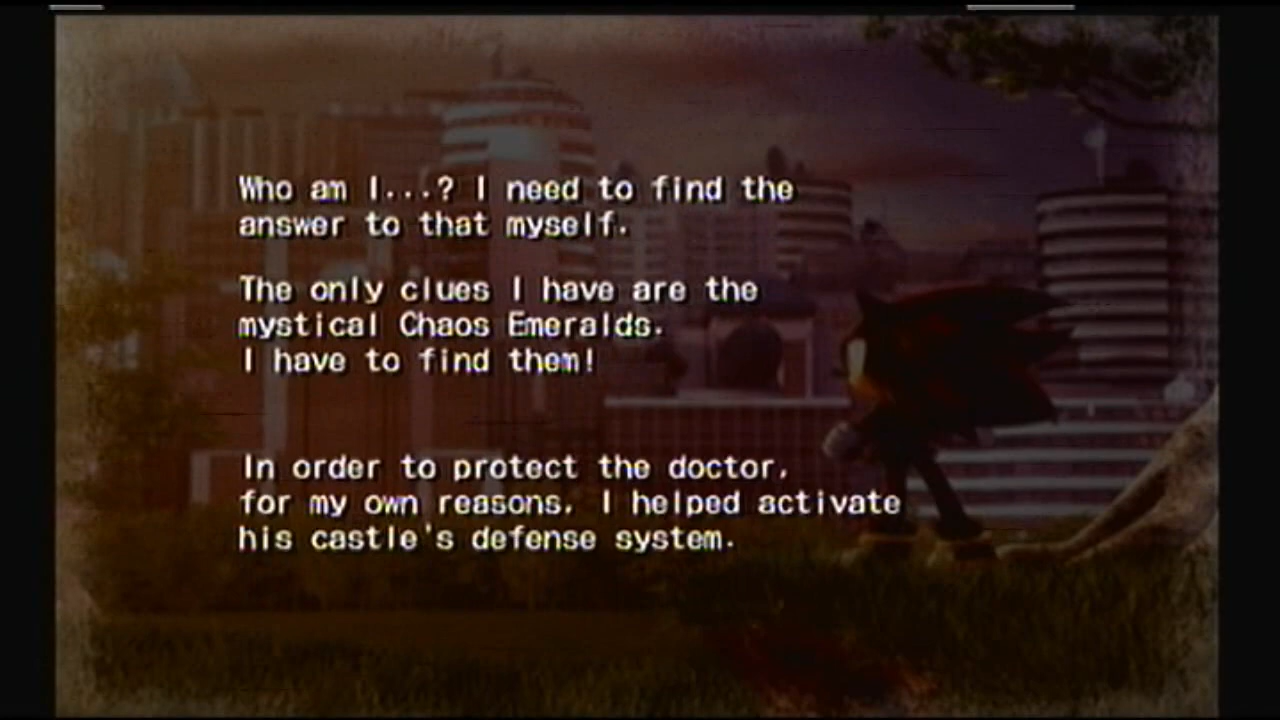 Who am I...? I need to find the
answer to that myself.
The only clues I have are the
mystical Chaos Emeralds.
I have to find them!
In order to protect the doctor,
for my own reasons, I helped activate
his castle's defense system.